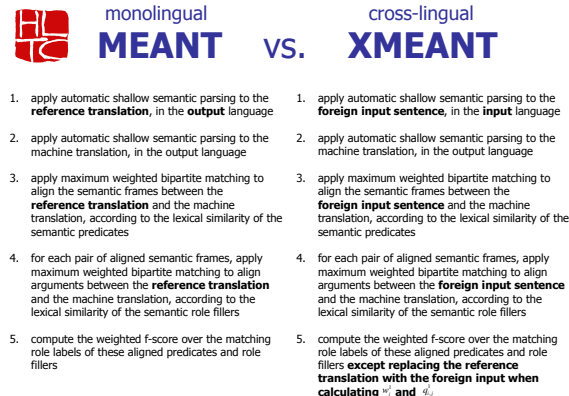 HL
TC
monolingual
MEANT
vs.
cross-lingual
XMEANT
1. apply automatic shallow semantic parsing to the
reference translation, in the output language
2. apply automatic shallow semantic parsing to the
machine translation, in the output language
3. apply maximum weighted bipartite matching to
align the semantic frames between the
reference translation and the machine
translation, according to the lexical similarity of the
semantic predicates
4. for each pair of aligned semantic frames, apply
maximum weighted bipartite matching to align
arguments between the reference translation
and the machine translation, according to the
lexical similarity of the semantic role fillers
5. compute the weighted f-score over the matching
role labels of these aligned predicates and role
fillers
1. apply automatic shallow semantic parsing to the
foreign input sentence, in the input language
2. apply automatic shallow semantic parsing to the
machine translation, in the output language
3. apply maximum weighted bipartite matching to
align the semantic frames between the
foreign input sentence and the machine
translation, according to the lexical similarity of the
semantic predicates
4. for each pair of aligned semantic frames, apply
maximum weighted bipartite matching to align
arguments between the foreign input sentence
and the machine translation, according to the
lexical similarity of the semantic role fillers
5. compute the weighted f-score over the matching
role labels of these aligned predicates and role
fillers except replacing the reference
translation with the foreign input when
calculating and